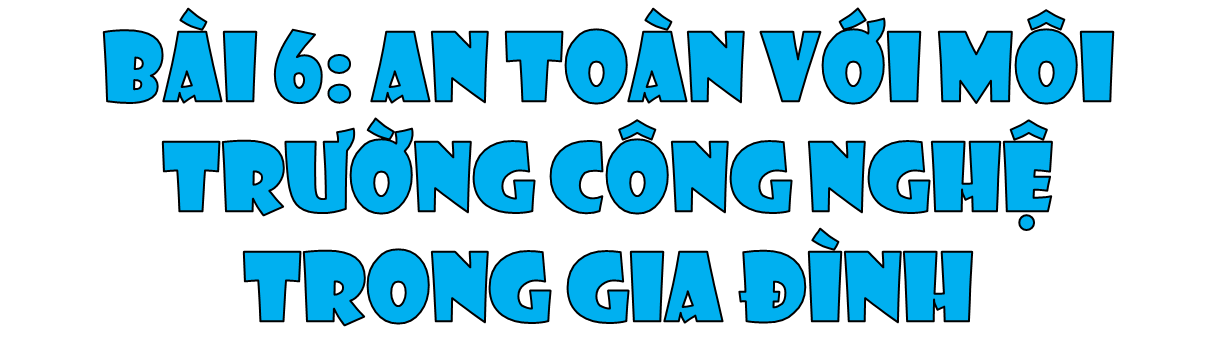 BÀI 6: AN TOÀN VỚI MÔI
TRƯỜNG CÔNG NGHỆ
TRONG GIA ĐÌNH